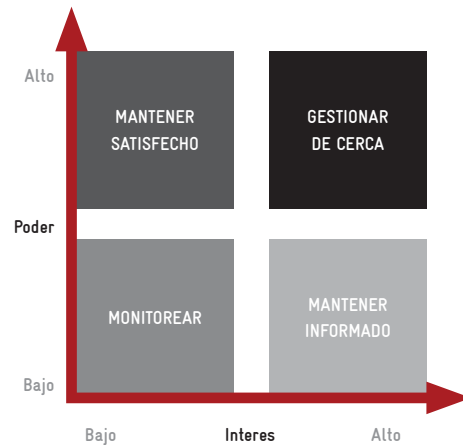 Alto
MANTENER
SATISFECHO
GESTIONAR
DE CERCA
Poder
MONITOREAR
MANTENER
INFORMADO
Bajo
Bajo
Interes
Alto